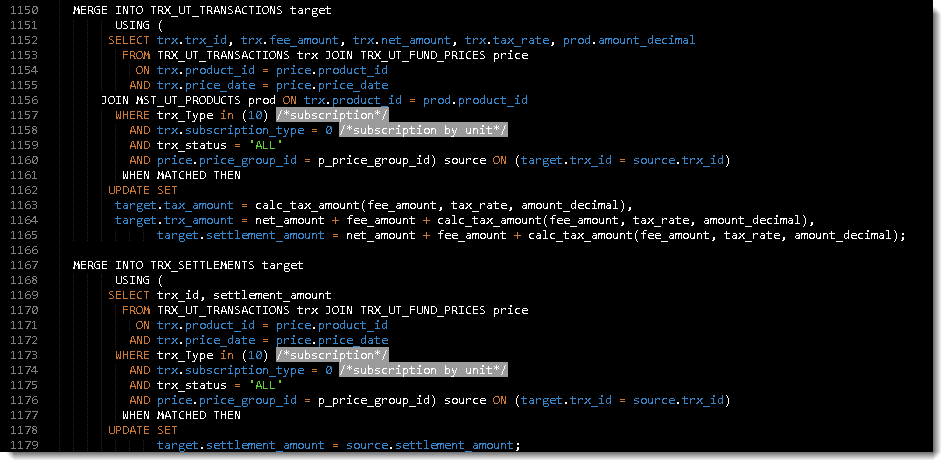 1150 MERGE INTO TRX_UT_TRANSACTIONS target
1151 USING (
1152 SELECT trx.trx_id, trx.fee_amount, trx.net_amount, trx.tax_rate, prod.amount_decimal
1153 FROM TRX_UT_TRANSACTIONS trx JOIN TRX_UT_FUND_PRICES price
1154 ON trx.product_id = price.product_id
1155 AND trx.price_date = price.price_date
1156 JOIN MST_UT_PRODUCTS prod ON trx.product_id = prod.product_id
1157 WHERE trx_Type in (10) /*subscription*/
1158 AND trx.subscription_type = 0 /*subscription by unit*/
1159 AND trx_status = 'ALL'
1160 AND price.price_group_id = p_price_group_id) source ON (target.trx_id = source.trx_id)
1161 WHEN MATCHED THEN
1162 UPDATE SET
1163 target.tax_amount = calc_tax_amount(fee_amount, tax_rate, amount_decimal),
1164 target.trx_amount = net_amount + fee_amount + calc_tax_amount(fee_amount, tax_rate, amount_decimal),
1165 target.settlement_amount = net_amount + fee_amount + calc_tax_amount(fee_amount, tax_rate, amount_decimal);
1166
1167 MERGE INTO TRX_SETTLEMENTS target
1168 USING (
1169 SELECT trx_id, settlement_amount
1170 FROM TRX_UT_TRANSACTIONS trx JOIN TRX_UT_FUND_PRICES price
1171 ON trx.product_id = price.product_id
1172 AND trx.price_date = price.price_date
1173 WHERE trx_Type in (10) /*subscription*/
1174 AND trx.subscription_type = 0 /*subscription by unit*/
1175 AND trx_status = 'ALL'
1176 AND price.price_group_id = p_price_group_id) source ON (target.trx_id = source.trx_id)
1177 WHEN MATCHED THEN
1178 UPDATE SET
1179 target.settlement_amount = source.settlement_amount;